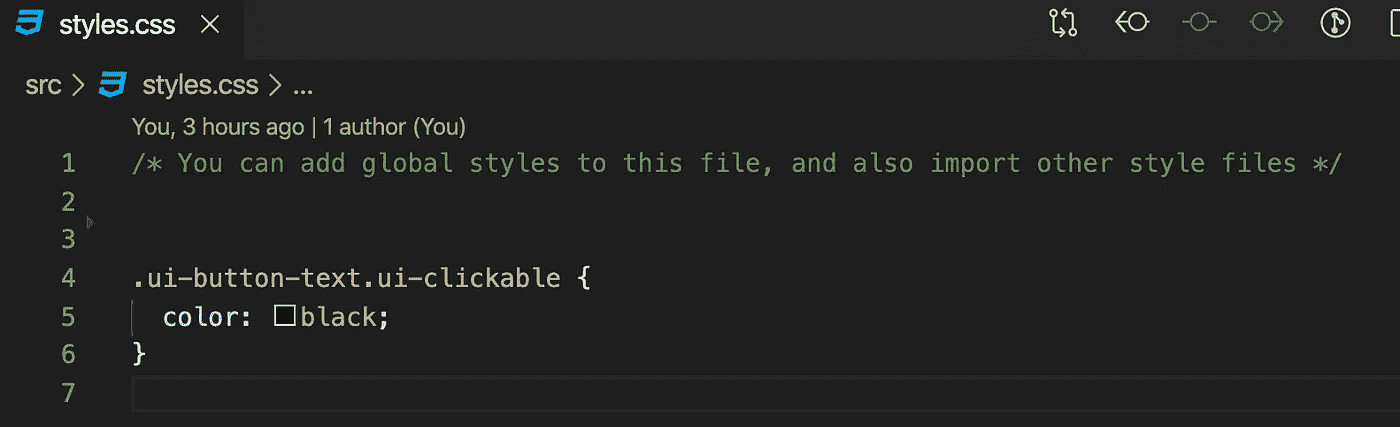 styles.css
src > styles.css > ...
You, 3 hours ago | 1 author (You)
1 /* You can add global styles to this file, and also import other style files */
2
3
4 .ui-button-text.ui-clickable {
5   color: black;
6 }
7